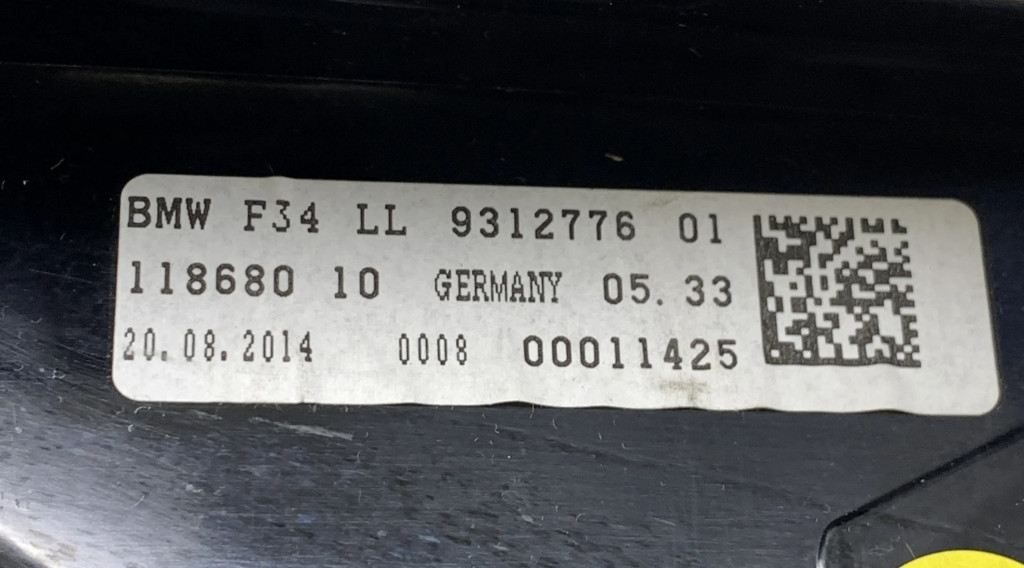 BMW F34 LL 9312776 01
118680 10 GERMANY 05.33
20.08.2014 0008 00011425